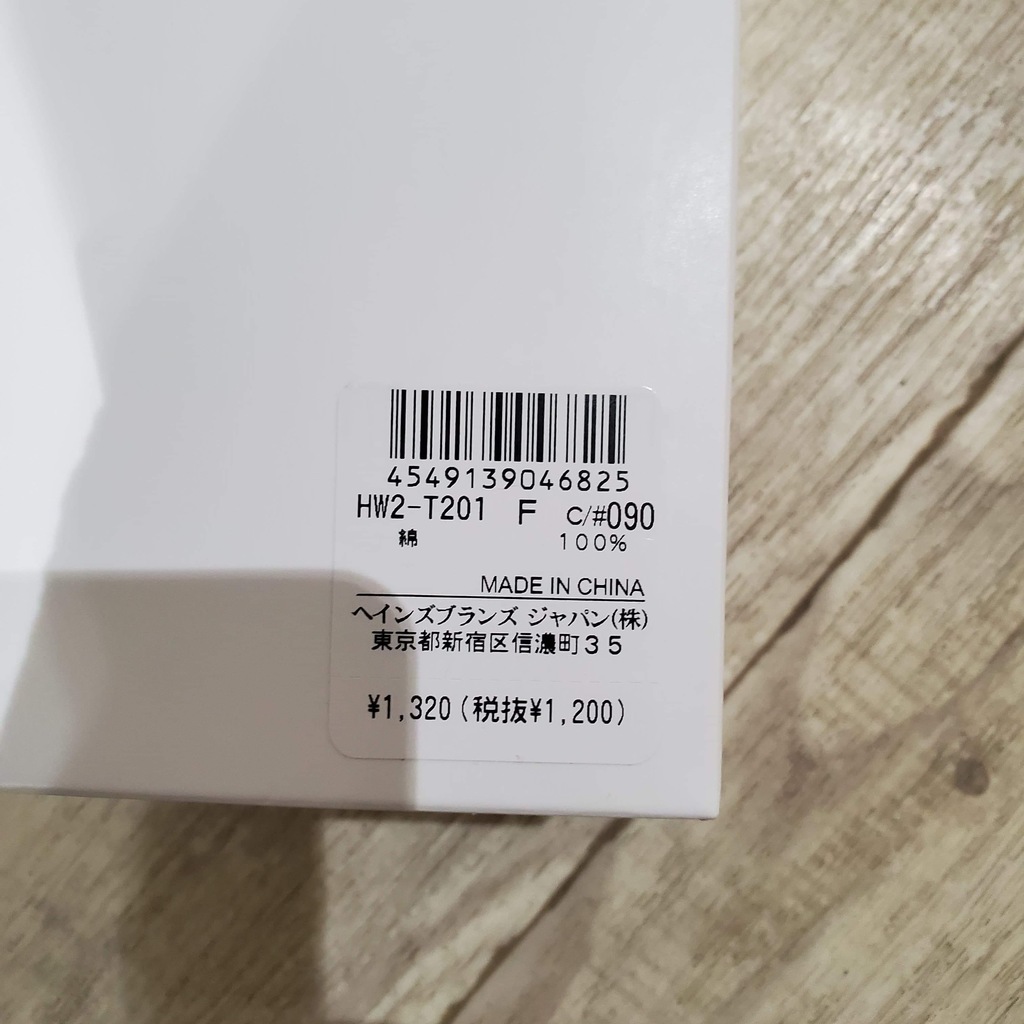 4549139046825
HW2-T201 F C/#090
綿 100%
MADE IN CHINA
ヘインズブランズ ジャパン(株)
東京都新宿区信濃町35
¥1,320(税抜¥1,200)